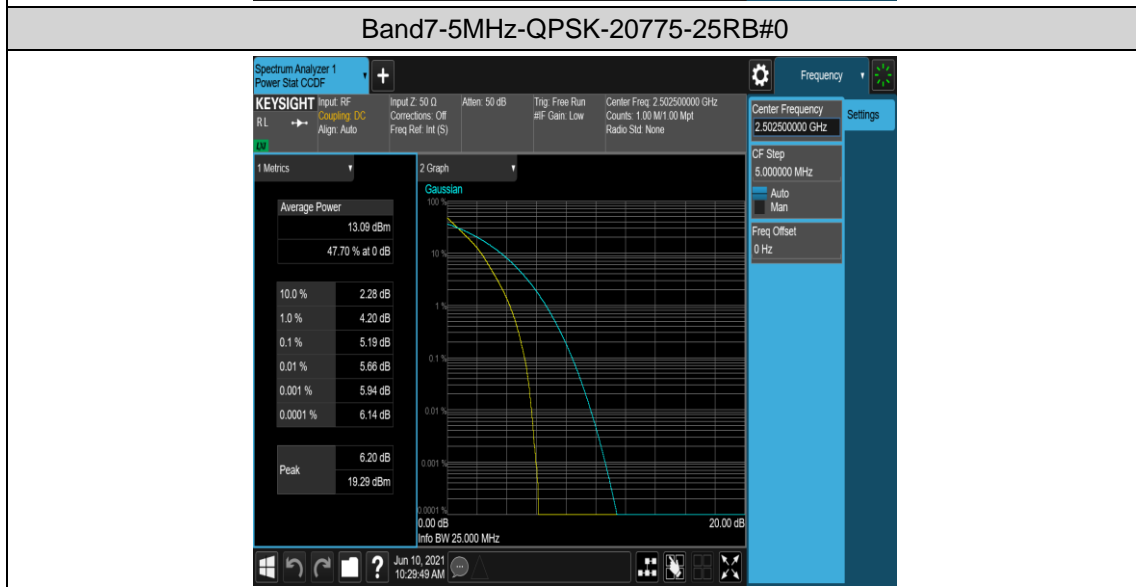 Band7-5MHz-QPSK-20775-25RB#0
Spectrum Analyzer 1
Power Stat CCDF
+
Frequency
KEYSIGHT
RL
LXI
Input: RF
Coupling: DC
Align: Auto
Input Z: 50 Ω
Corrections: Off
Freq Ref: Int (S)
Atten: 50 dB
Trig: Free Run
#IF Gain: Low
Center Freq: 2.502500000 GHz
Counts: 1.00 M/1.00 Mpt
Radio Std: None
Center Frequency
2.502500000 GHz
Settings
CF Step
5.000000 MHz
Auto
Man
Freq Offset
0 Hz
1 Metrics
Average Power
13.09 dBm
47.70 % at 0 dB
10.0 % 2.28 dB
1.0 % 4.20 dB
0.1 % 5.19 dB
0.01 % 5.66 dB
0.001 % 5.94 dB
0.0001 % 6.14 dB
Peak
6.20 dB
19.29 dBm
2 Graph
Gaussian
100 %
10 %
1 %
0.1 %
0.01 %
0.001 %
0.0001 %
0.00 dB 20.00 dB
Info BW 25.000 MHz
?
Jun 10, 2021
10:29:49 AM